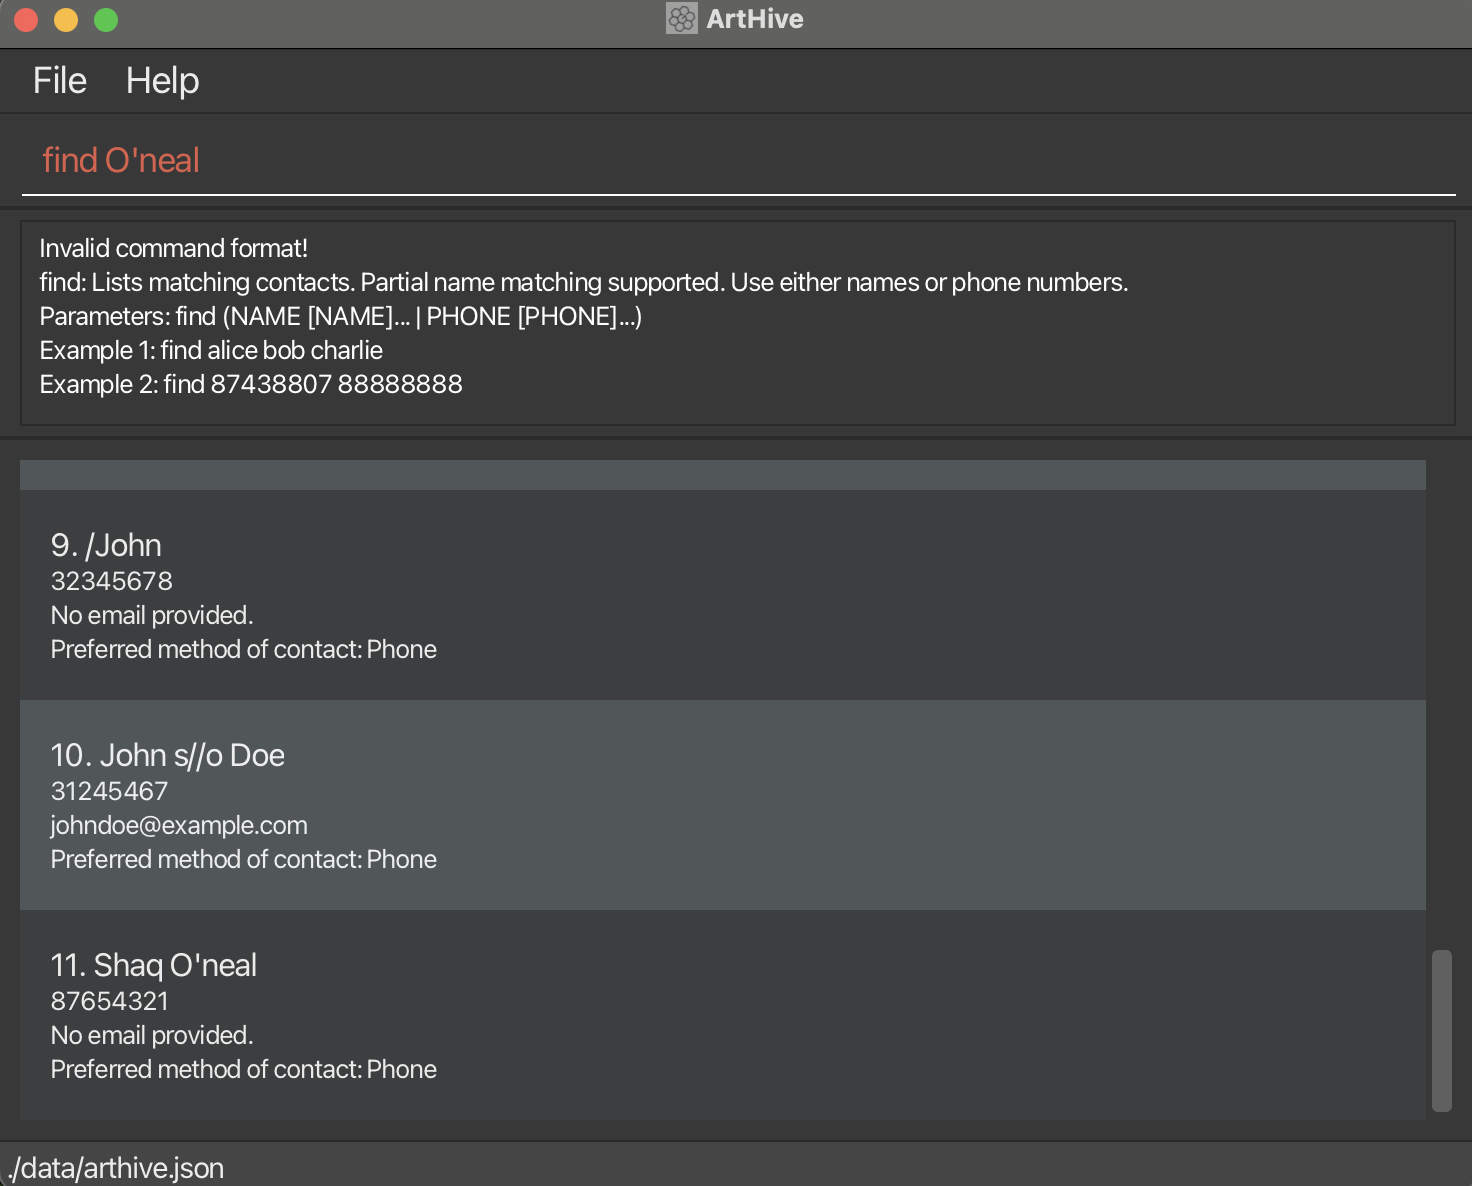 ArtHive
File Help
find O'neal
Invalid command format!
find: Lists matching contacts. Partial name matching supported. Use either names or phone numbers.
Parameters: find (NAME [NAME]... | PHONE [PHONE]...)
Example 1: find alice bob charlie
Example 2: find 87438807 88888888
9. /John
32345678
No email provided.
Preferred method of contact: Phone
10. John s//o Doe
31245467
johndoe@example.com
Preferred method of contact: Phone
11. Shaq O'neal
87654321
No email provided.
Preferred method of contact: Phone
./data/arthive.json